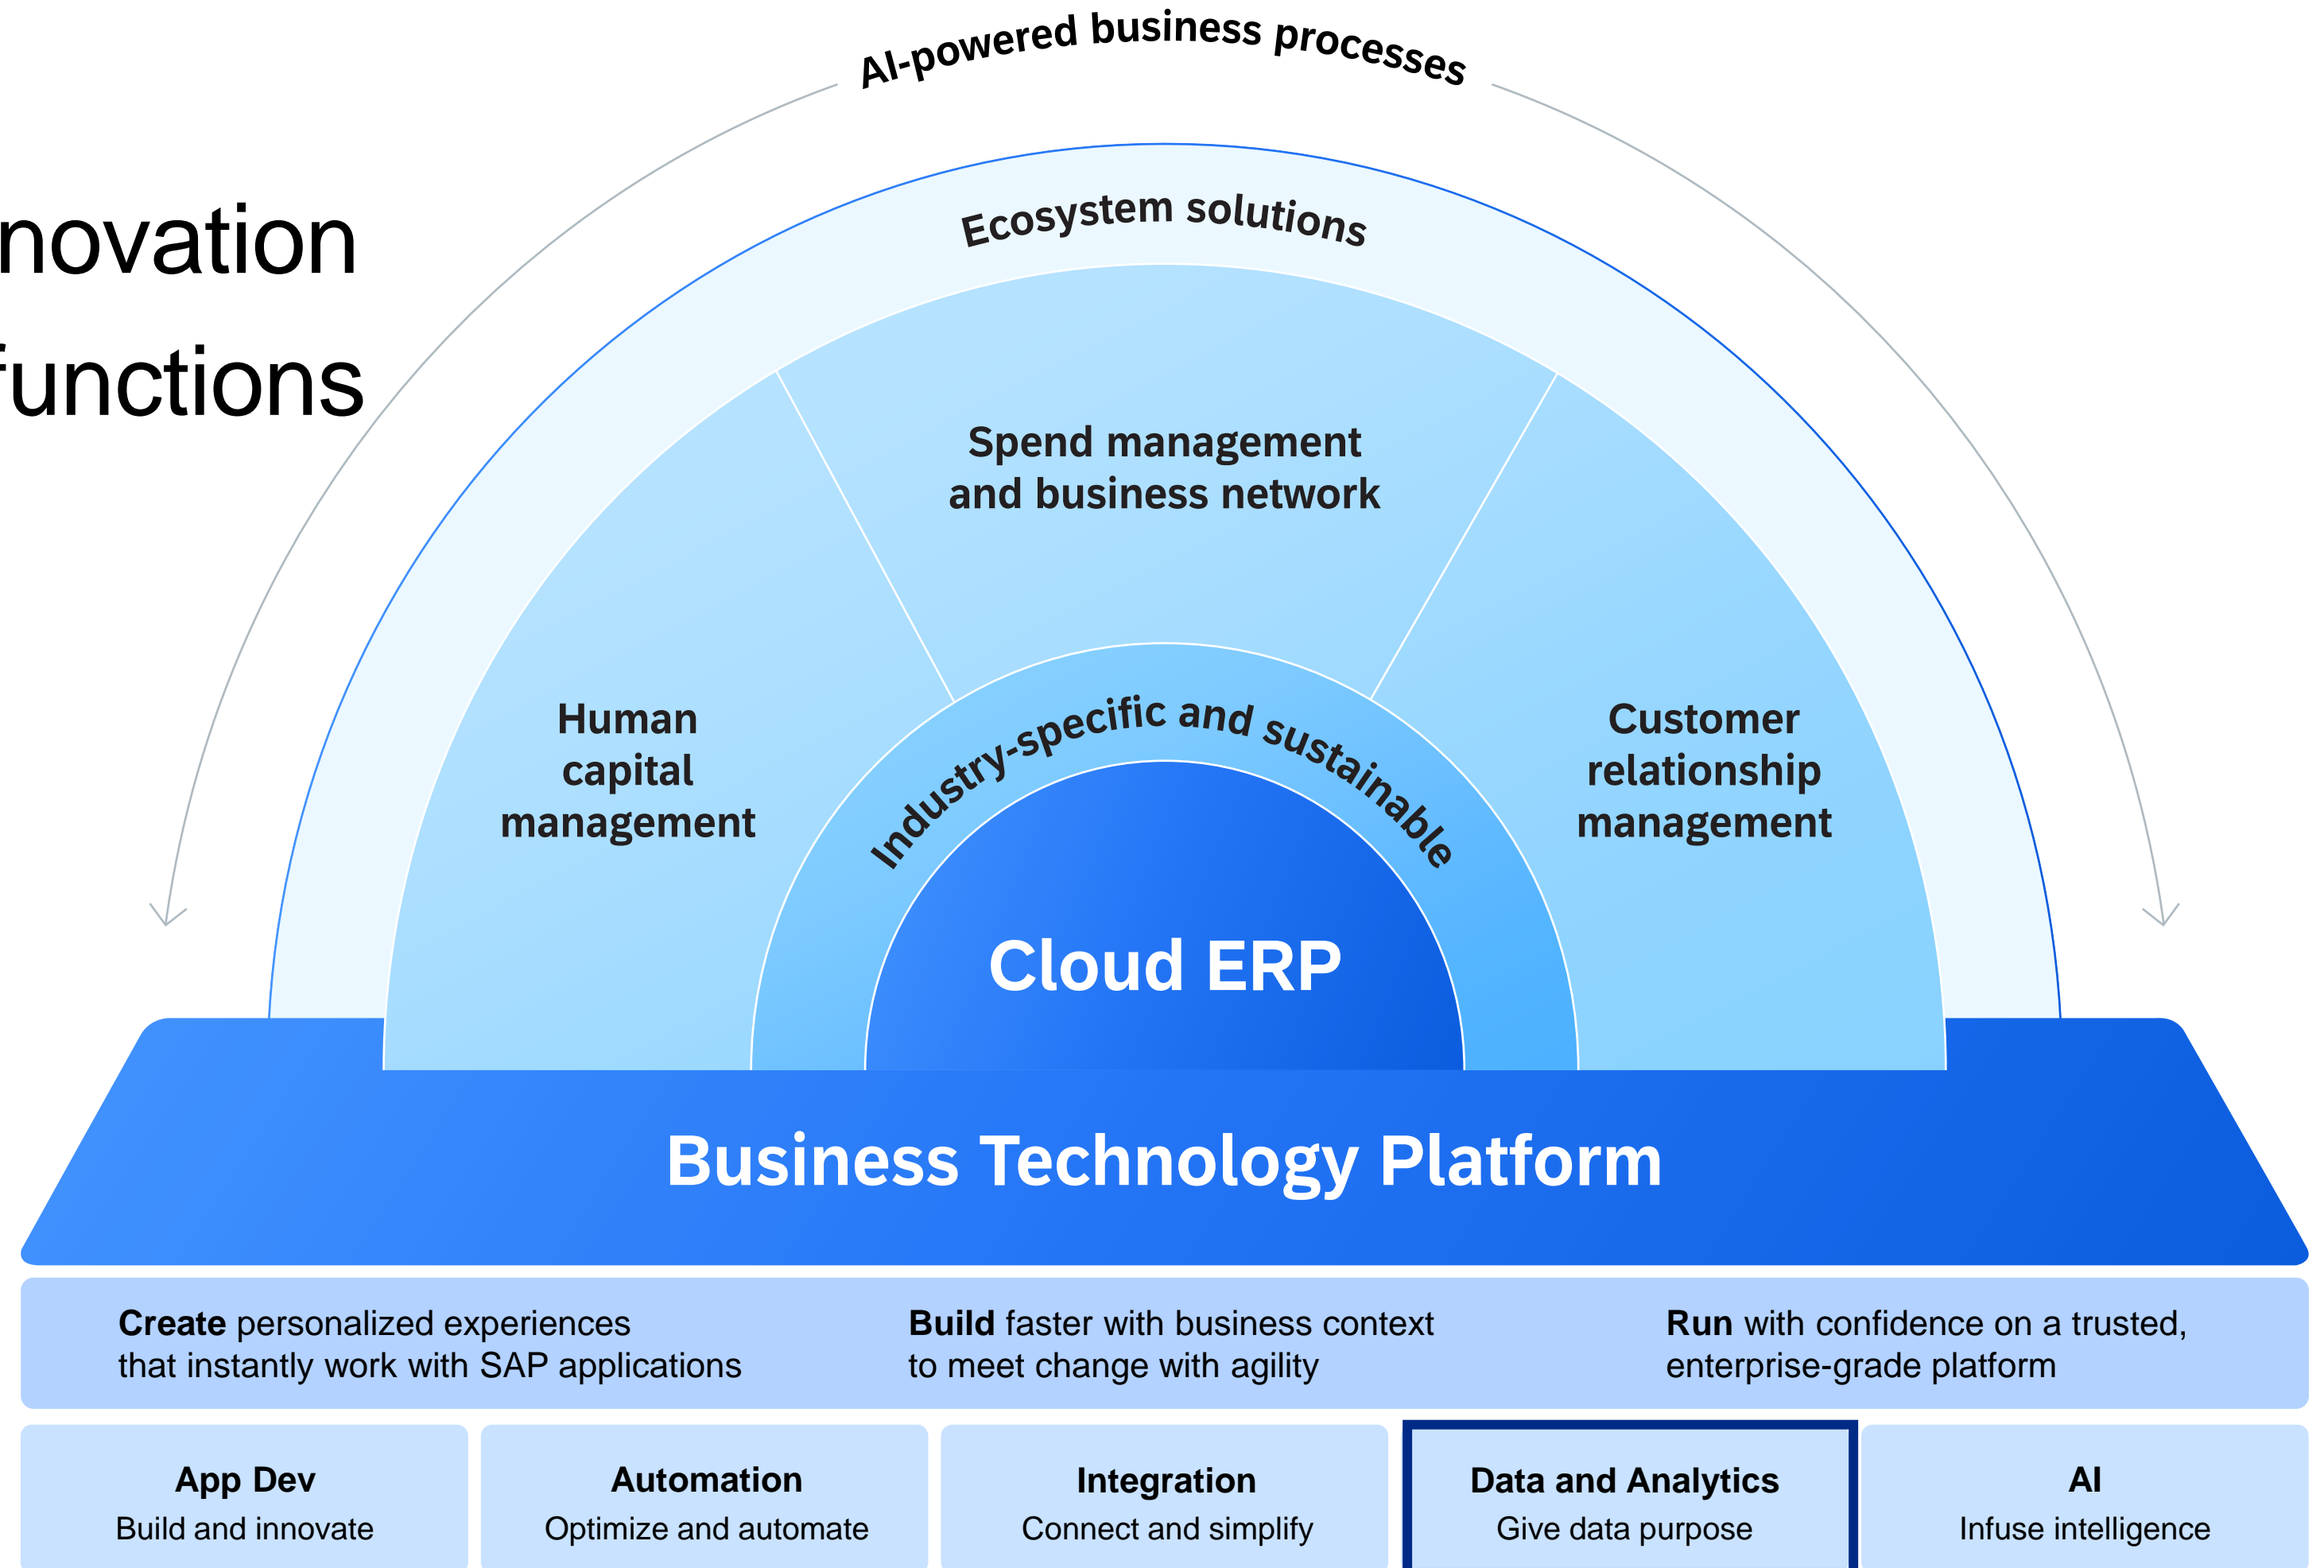 AI-powered business processes
novation
functions
Ecosystem solutions
Spend management
and business network
Human
capital
management
Industry-specific and sustainable
Customer
relationship
management
Cloud ERP
Business Technology Platform
Create personalized experiences
that instantly work with SAP applications
Build faster with business context
to meet change with agility
Run with confidence on a trusted,
enterprise-grade platform
App Dev
Build and innovate
Automation
Optimize and automate
Integration
Connect and simplify
Data and Analytics
Give data purpose
AI
Infuse intelligence